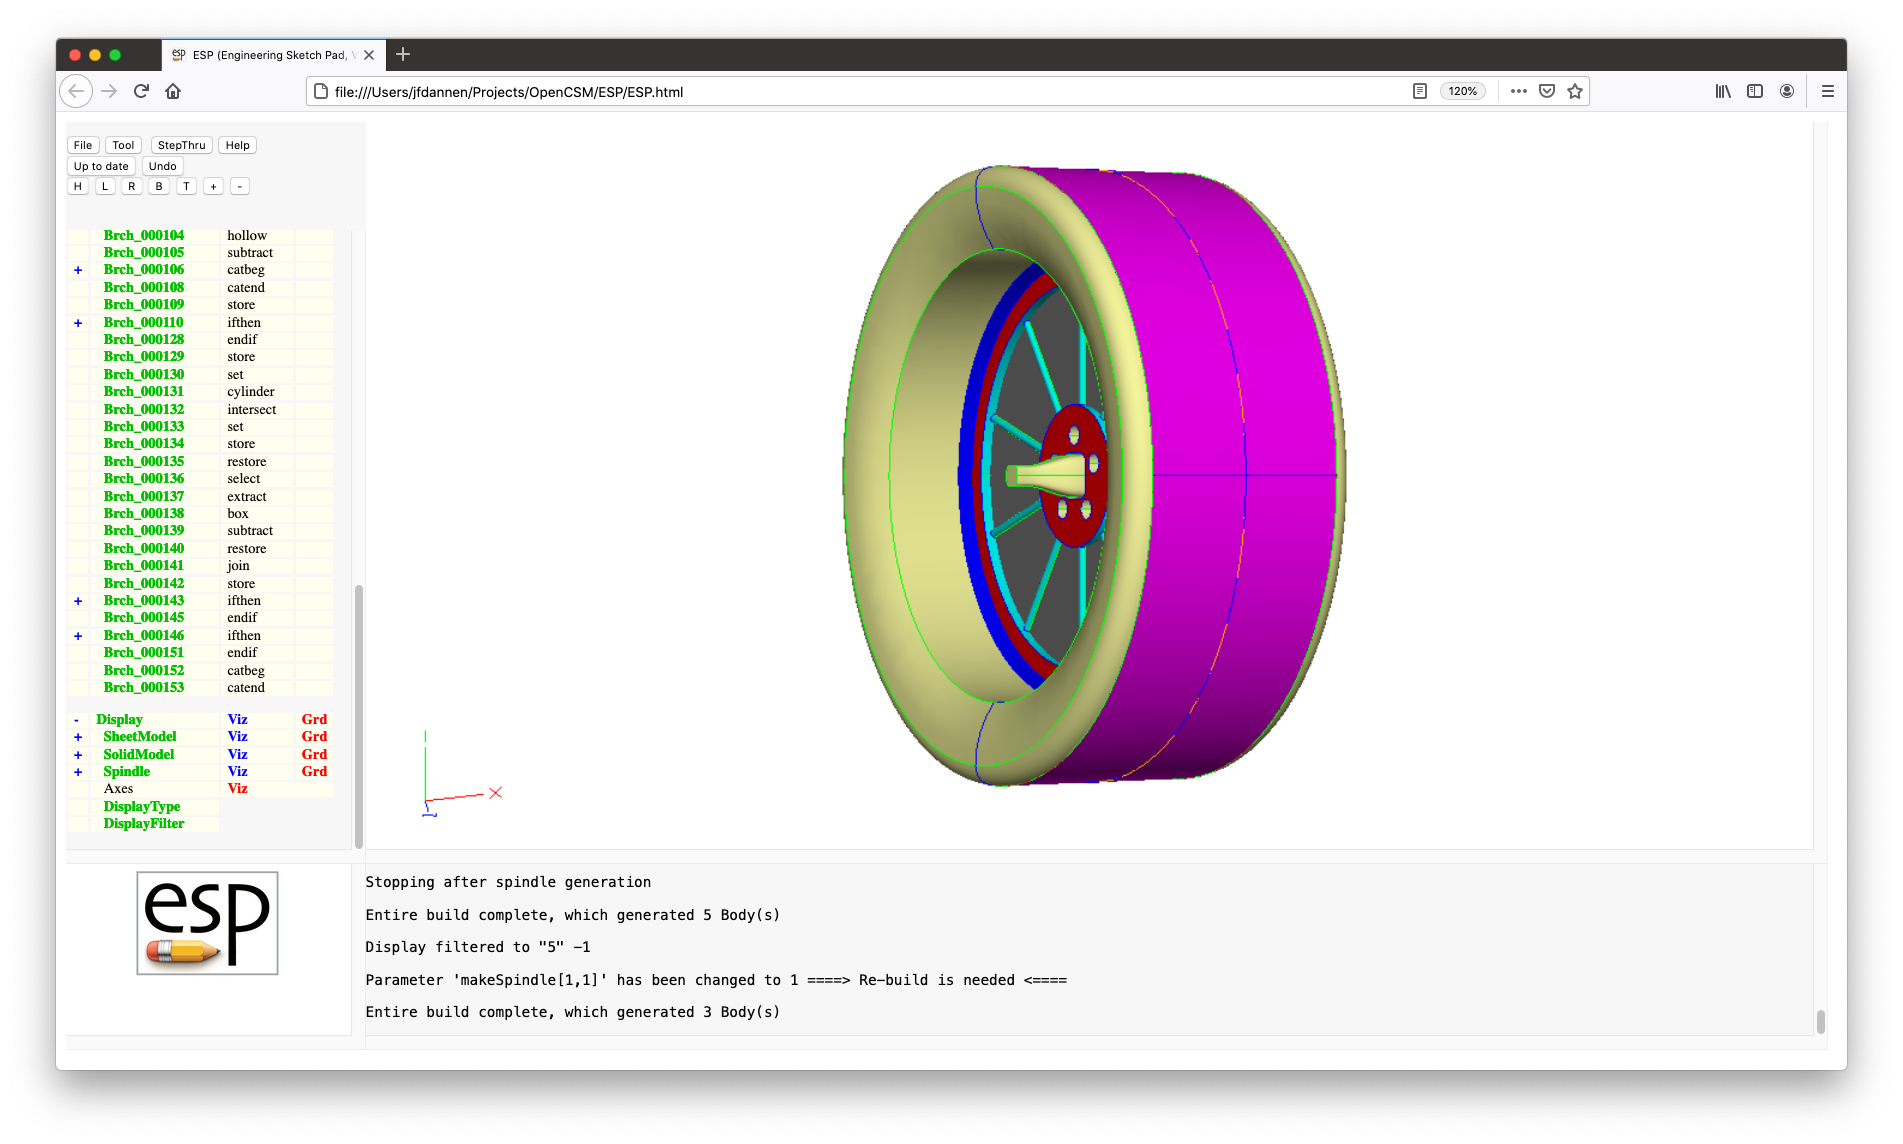 esp ESP (Engineering Sketch Pad, V
file:///Users/jfdannen/Projects/OpenCSM/ESP/ESP.html 120%
File Tool StepThru Help
Up to date Undo
H L R B T + -
Brch_000104 hollow
Brch_000105 subtract
+ Brch_000106 catbeg
Brch_000108 catend
Brch_000109 store
+ Brch_000110 ifthen
Brch_000128 endif
Brch_000129 store
Brch_000130 set
Brch_000131 cylinder
Brch_000132 intersect
Brch_000133 set
Brch_000134 store
Brch_000135 restore
Brch_000136 select
Brch_000137 extract
Brch_000138 box
Brch_000139 subtract
Brch_000140 restore
Brch_000141 join
Brch_000142 store
+ Brch_000143 ifthen
Brch_000145 endif
+ Brch_000146 ifthen
Brch_000151 endif
Brch_000152 catbeg
Brch_000153 catend
- Display Viz Grd
+ SheetModel Viz Grd
+ SolidModel Viz Grd
+ Spindle Viz Grd
Axes Viz
DisplayType
DisplayFilter
X
esp
Stopping after spindle generation
Entire build complete, which generated 5 Body(s)
Display filtered to "5" -1
Parameter 'makeSpindle[1,1]' has been changed to 1 ====> Re-build is needed <====
Entire build complete, which generated 3 Body(s)